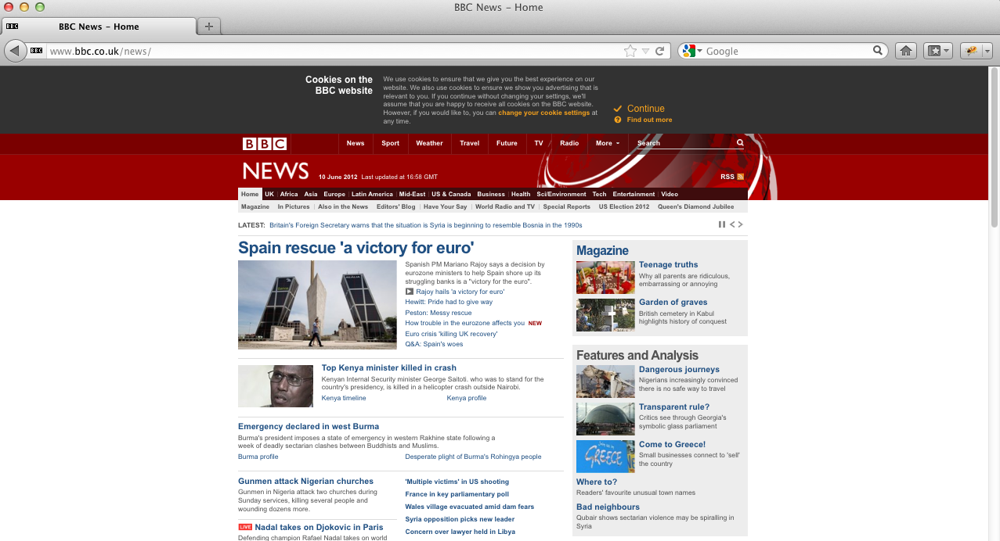 BBC News – Home
BBC BBC News – Home
BBC www.bbc.co.uk/news/ Google
Cookies on the BBC website
We use cookies to ensure that we give you the best experience on our
website. We also use cookies to ensure we show you advertising that is
relevant to you. If you continue without changing your settings, we'll
assume that you are happy to receive all cookies on the BBC website.
However, if you would like to, you can change your cookie settings at
any time.
Continue
Find out more
BBC News Sport Weather Travel Future TV Radio More Search
NEWS 10 June 2012 Last updated at 16:58 GMT RSS
Home UK Africa Asia Europe Latin America Mid-East US & Canada Business Health Sci/Environment Tech Entertainment Video
Magazine In Pictures Also in the News Editors' Blog Have Your Say World Radio and TV Special Reports US Election 2012 Queen's Diamond Jubilee
LATEST: Britain's Foreign Secretary warns that the situation is Syria is beginning to resemble Bosnia in the 1990s
Spain rescue 'a victory for euro'
Spanish PM Mariano Rajoy says a decision by
eurozone ministers to help Spain shore up its
struggling banks is a "victory for the euro".
Rajoy hails 'a victory for euro'
Hewitt: Pride had to give way
Peston: Messy rescue
How trouble in the eurozone affects you NEW
Euro crisis 'killing UK recovery'
Q&A: Spain's woes
Top Kenya minister killed in crash
Kenyan Internal Security minister George Saitoti. who was to stand for the
country's presidency, is killed in a helicopter crash outside Nairobi.
Kenya timeline Kenya profile
Emergency declared in west Burma
Burma's president imposes a state of emergency in western Rakhine state following a
week of deadly sectarian clashes between Buddhists and Muslims.
Burma profile Desperate plight of Burma's Rohingya people
Gunmen attack Nigerian churches
Gunmen in Nigeria attack two churches during
Sunday services, killing several people and
wounding dozens more.
LIVE Nadal takes on Djokovic in Paris
Defending champion Rafael Nadal takes on world
'Multiple victims' in US shooting
France in key parliamentary poll
Wales village evacuated amid dam fears
Syria opposition picks new leader
Concern over lawyer held in Libya
Magazine
Teenage truths
Why all parents are ridiculous,
embarrassing or annoying
Garden of graves
British cemetery in Kabul
highlights history of conquest
Features and Analysis
Dangerous journeys
Nigerians increasingly convinced
there is no safe way to travel
Transparent rule?
Critics see through Georgia's
symbolic glass parliament
GREECE
Come to Greece!
Small businesses connect to 'sell'
the country
Where to?
Readers' favourite unusual town names
Bad neighbours
Qubair shows sectarian violence may be spiralling in
Syria